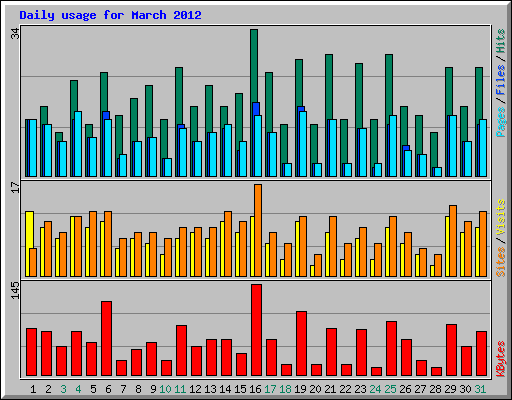 Daily usage for March 2012
34
Pages / Files / Hits
17
Sites / Visits
145
KBytes
1 2 3 4 5 6 7 8 9 10 11 12 13 14 15 16 17 18 19 20 21 22 23 24 25 26 27 28 29 30 31